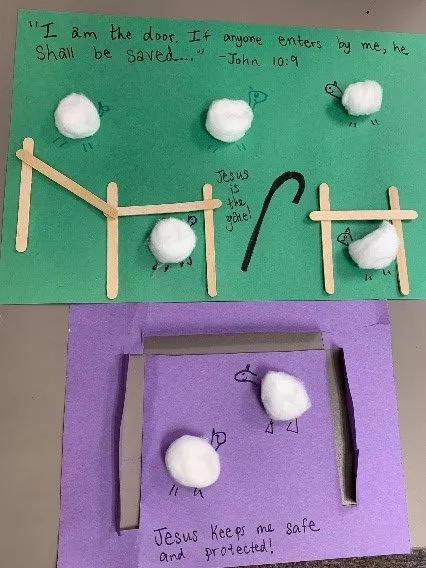 "I am the door. If anyone enters by me, he
shall be saved..." -John 10:9
Jesus
is
the
gate!
Jesus keeps me safe
and protected!